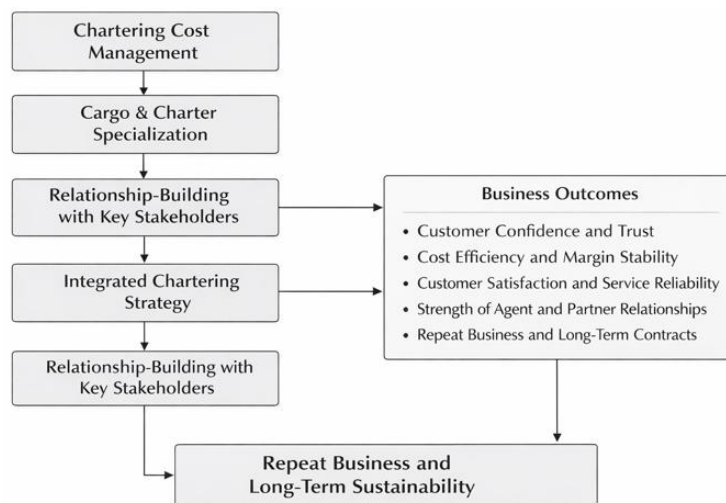 Chartering Cost
Management
Cargo & Charter
Specialization
Relationship-Building
with Key Stakeholders
Integrated Chartering
Strategy
Relationship-Building with
Key Stakeholders
Business Outcomes
• Customer Confidence and Trust
• Cost Efficiency and Margin Stability
• Customer Satisfaction and Service Reliability
• Strength of Agent and Partner Relationships
• Repeat Business and Long-Term Contracts
Repeat Business and
Long-Term Sustainability